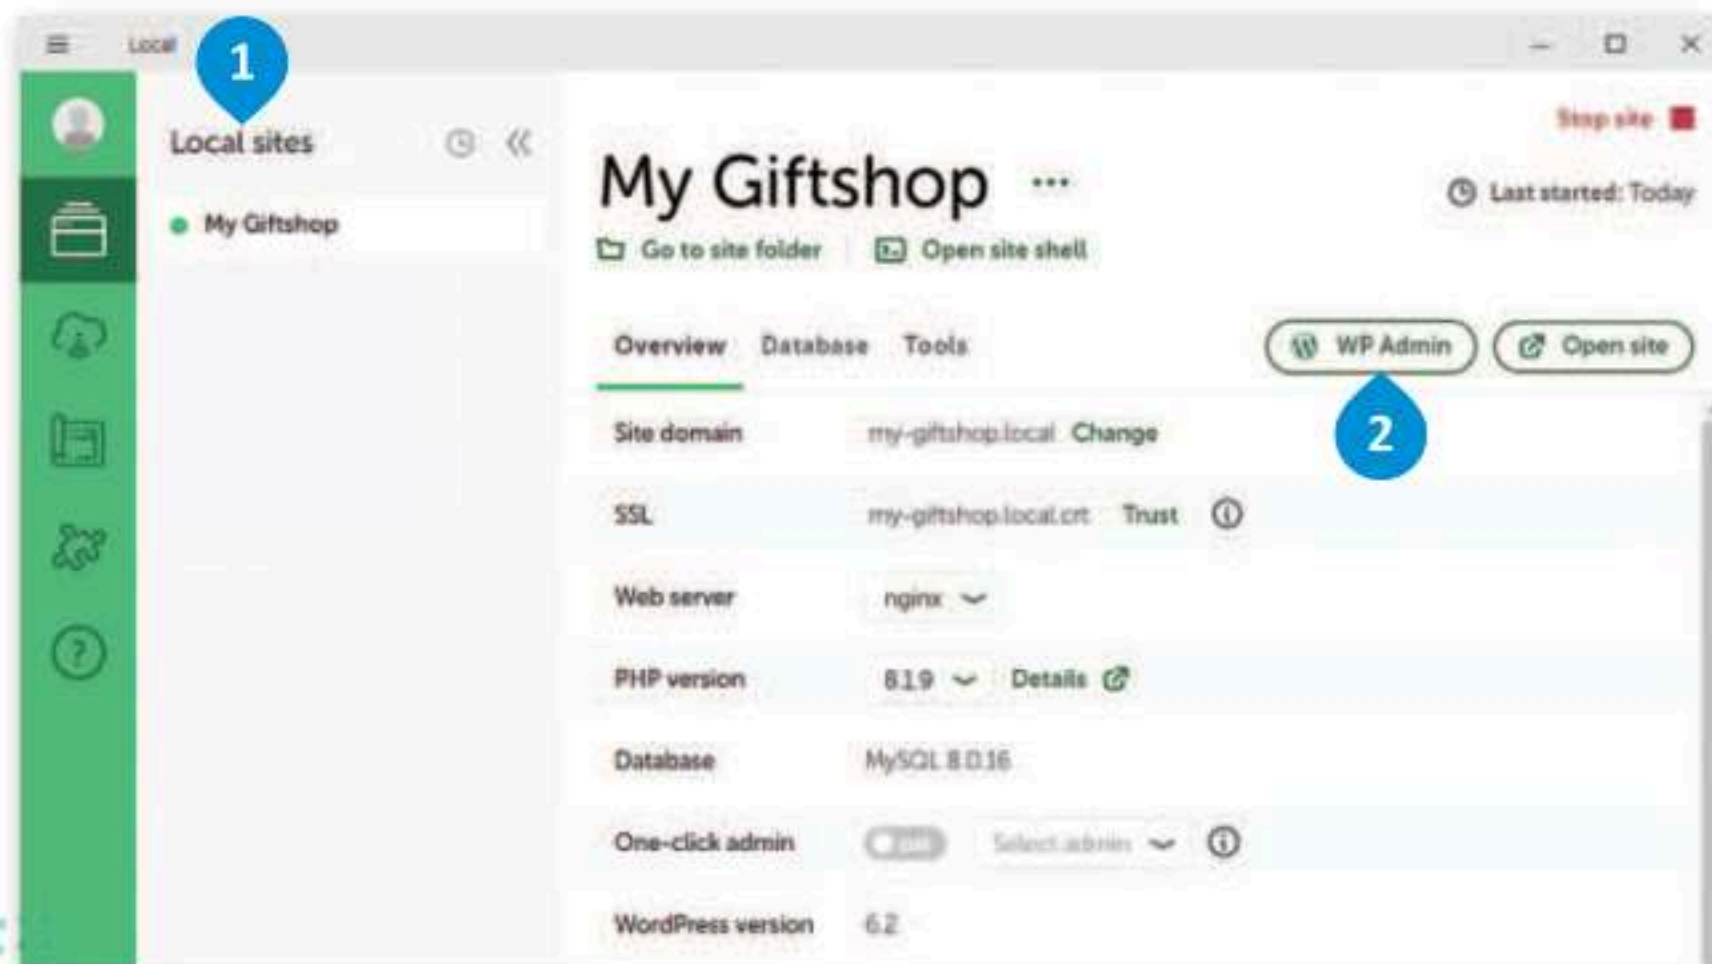 Local
1
Local sites
My Giftshop
Stop site
My Giftshop ...
Last started: Today
Go to site folder
Open site shell
Overview Database Tools
WP Admin
Open site
2
Site domain my-giftshop.local Change
SSL my-giftshop.local.crt Trust
Web server nginx
PHP version 8.1.9 Details
Database MySQL 8.0.16
One-click admin Select admin
WordPress version 6.2